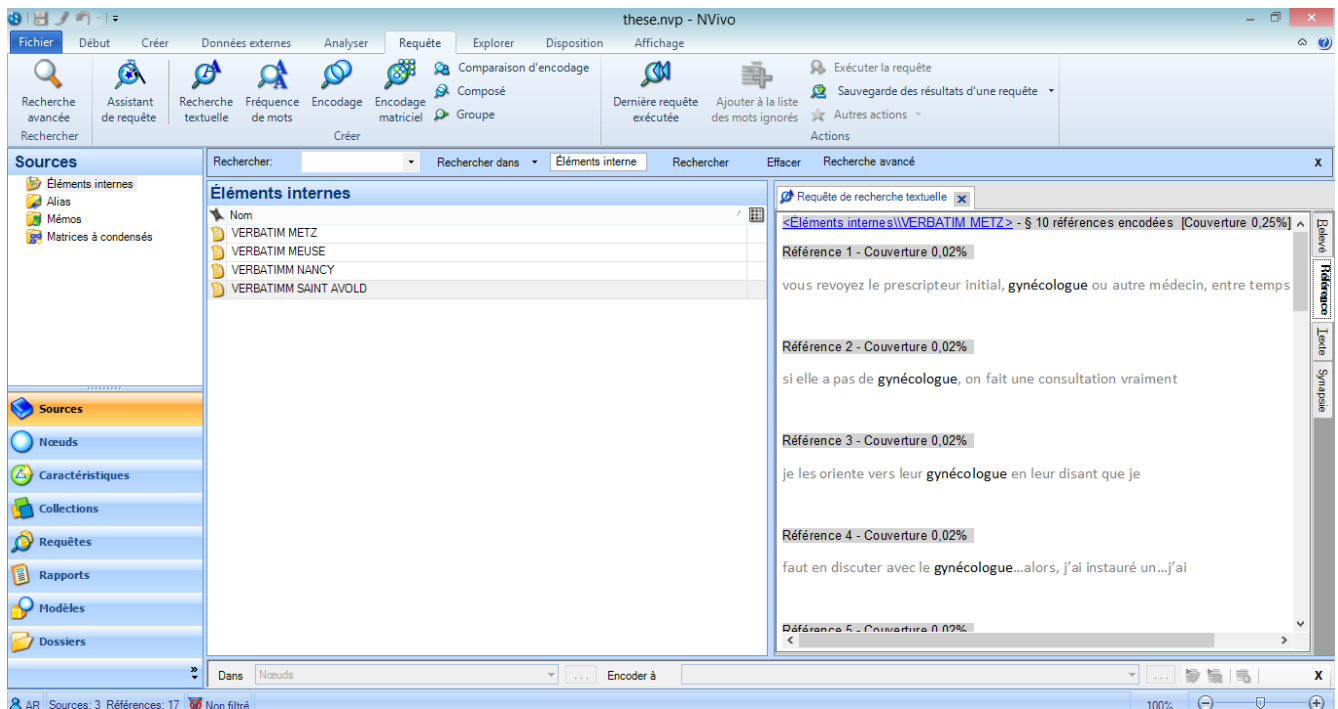 these.nvp - NVivo
Fichier Début Créer Données externes Analyser Requête Explorer Disposition Affichage
Recherche avancée
Assistant de requête
Recherche textuelle
Fréquence de mots
Encodage
Encodage matriciel
Comparaison d'encodage
Composé
Groupe
Dernière requête exécutée
Ajouter à la liste des mots ignorés
Exécuter la requête
Sauvegarde des résultats d'une requête
Autres actions
Rechercher Créer Actions
Sources
Éléments internes
Alias
Mémos
Matrices à condensés
Rechercher: Rechercher dans Éléments interne Rechercher Effacer Recherche avancé x
Éléments internes
Nom
VERBATIM METZ
VERBATIM MEUSE
VERBATIMM NANCY
VERBATIMM SAINT AVOLD
Requête de recherche textuelle x
<Éléments internes\\VERBATIM METZ> - § 10 références encodées [Couverture 0,25%]
Référence 1 - Couverture 0,02%
vous revoyez le prescripteur initial, gynécologue ou autre médecin, entre temps
Référence 2 - Couverture 0,02%
si elle a pas de gynécologue, on fait une consultation vraiment
Référence 3 - Couverture 0,02%
je les oriente vers leur gynécologue en leur disant que je
Référence 4 - Couverture 0,02%
faut en discuter avec le gynécologue...alors, j'ai instauré un...j'ai
Référence 5 - Couverture 0,02%
Relevé
Référence
Texte
Synapsie
Sources
Nœuds
Caractéristiques
Collections
Requêtes
Rapports
Modèles
Dossiers
Dans Nœuds ... Encoder à ... x
AR Sources: 3 Références: 17 Non filtré 100%